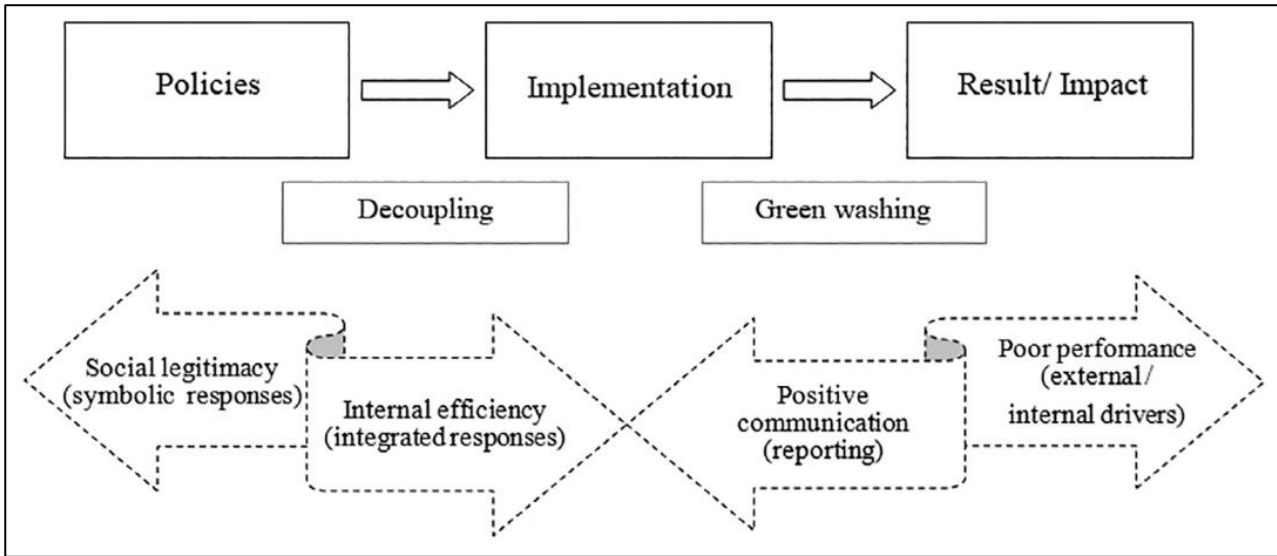 Policies
Implementation
Result/ Impact
Decoupling
Green washing
Social legitimacy
(symbolic responses)
Internal efficiency
(integrated responses)
Positive
communication
(reporting)
Poor performance
(external/
internal drivers)